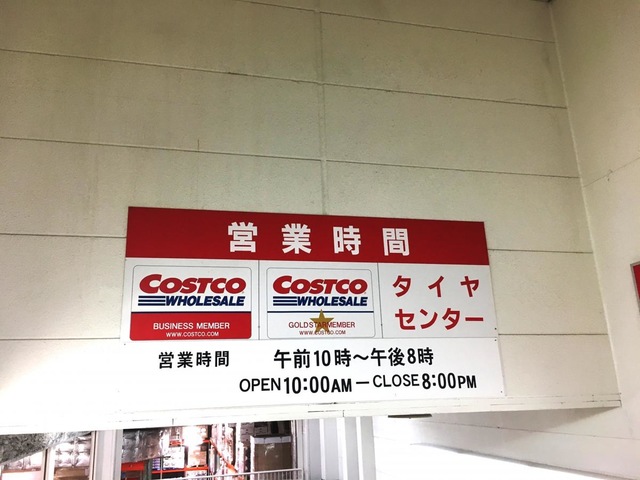 営業時間
COSTCO
WHOLESALE
BUSINESS MEMBER
WWW.COSTCO.COM
COSTCO
WHOLESALE
GOLD STAR MEMBER
WWW.COSTCO.COM
タイヤ
センター
営業時間 午前10時〜午後8時
OPEN 10:00AM — CLOSE 8:00PM